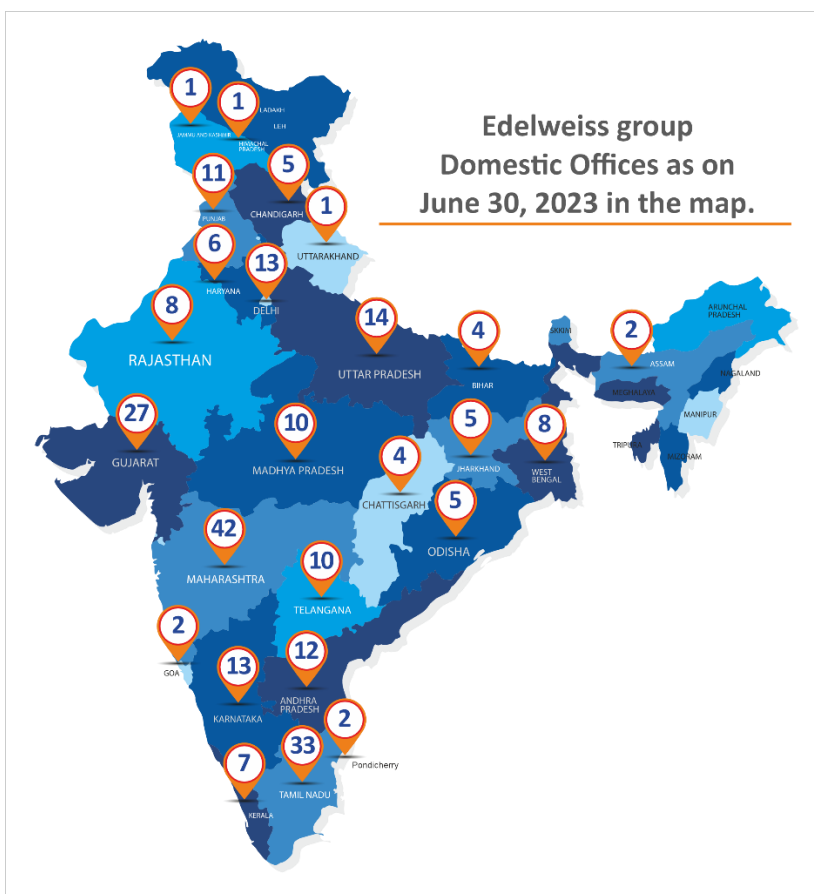 Edelweiss group
Domestic Offices as on
June 30, 2023 in the map.
1
1
LADAKH
LEH
JAMMU AND KASHMIR
HIMACHAL
PRADESH
5
11
CHANDIGARH
PUNJAB
1
UTTARAKHAND
6
13
HARYANA
DELHI
8
RAJASTHAN
14
UTTAR PRADESH
4
BIHAR
2
ASSAM
ARUNCHAL
PRADESH
NAGALAND
MEGHALAYA
MANIPUR
TRIPURA
MIZORAM
27
GUJARAT
10
MADHYA PRADESH
5
JHARKHAND
8
WEST
BENGAL
4
CHATTISGARH
5
ODISHA
42
MAHARASHTRA
10
TELANGANA
2
GOA
13
KARNATAKA
12
ANDHRA
PRADESH
2
Pondicherry
33
TAMIL NADU
7
KERALA